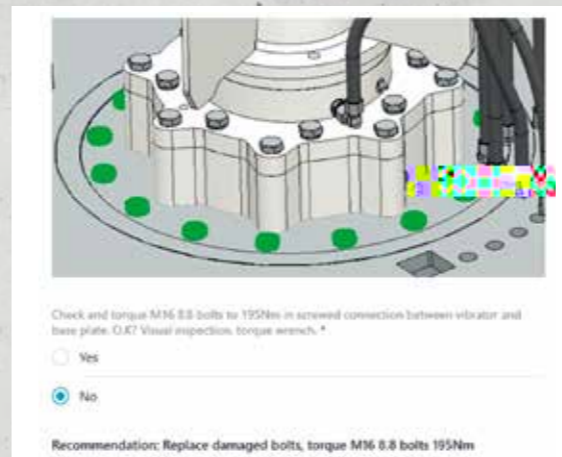 Check and torque M16 8.8 bolts to 195Nm in screwed connection between vibrator and
base plate. O.K? Visual inspection, torque wrench. *
Yes
No
Recommendation: Replace damaged bolts, torque M16 8.8 bolts 195Nm